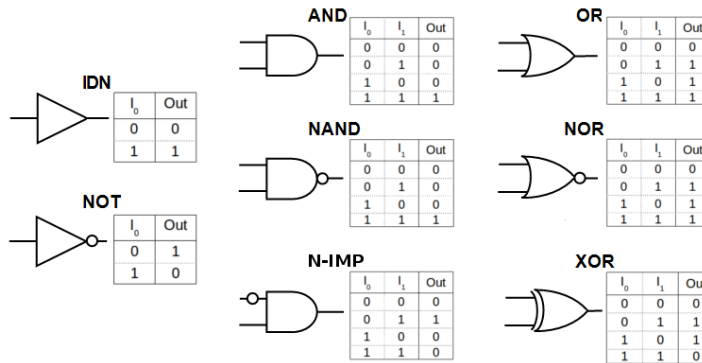 IDN
I0 Out
0 0
1 1
NOT
I0 Out
0 1
1 0
AND
I0 I1 Out
0 0 0
0 1 0
1 0 0
1 1 1
NAND
I0 I1 Out
0 0 0
0 1 0
1 0 0
1 1 1
N-IMP
I0 I1 Out
0 0 0
0 1 1
1 0 0
1 1 0
OR
I0 I1 Out
0 0 0
0 1 1
1 0 1
1 1 1
NOR
I0 I1 Out
0 0 0
0 1 1
1 0 1
1 1 1
XOR
I0 I1 Out
0 0 0
0 1 1
1 0 1
1 1 0